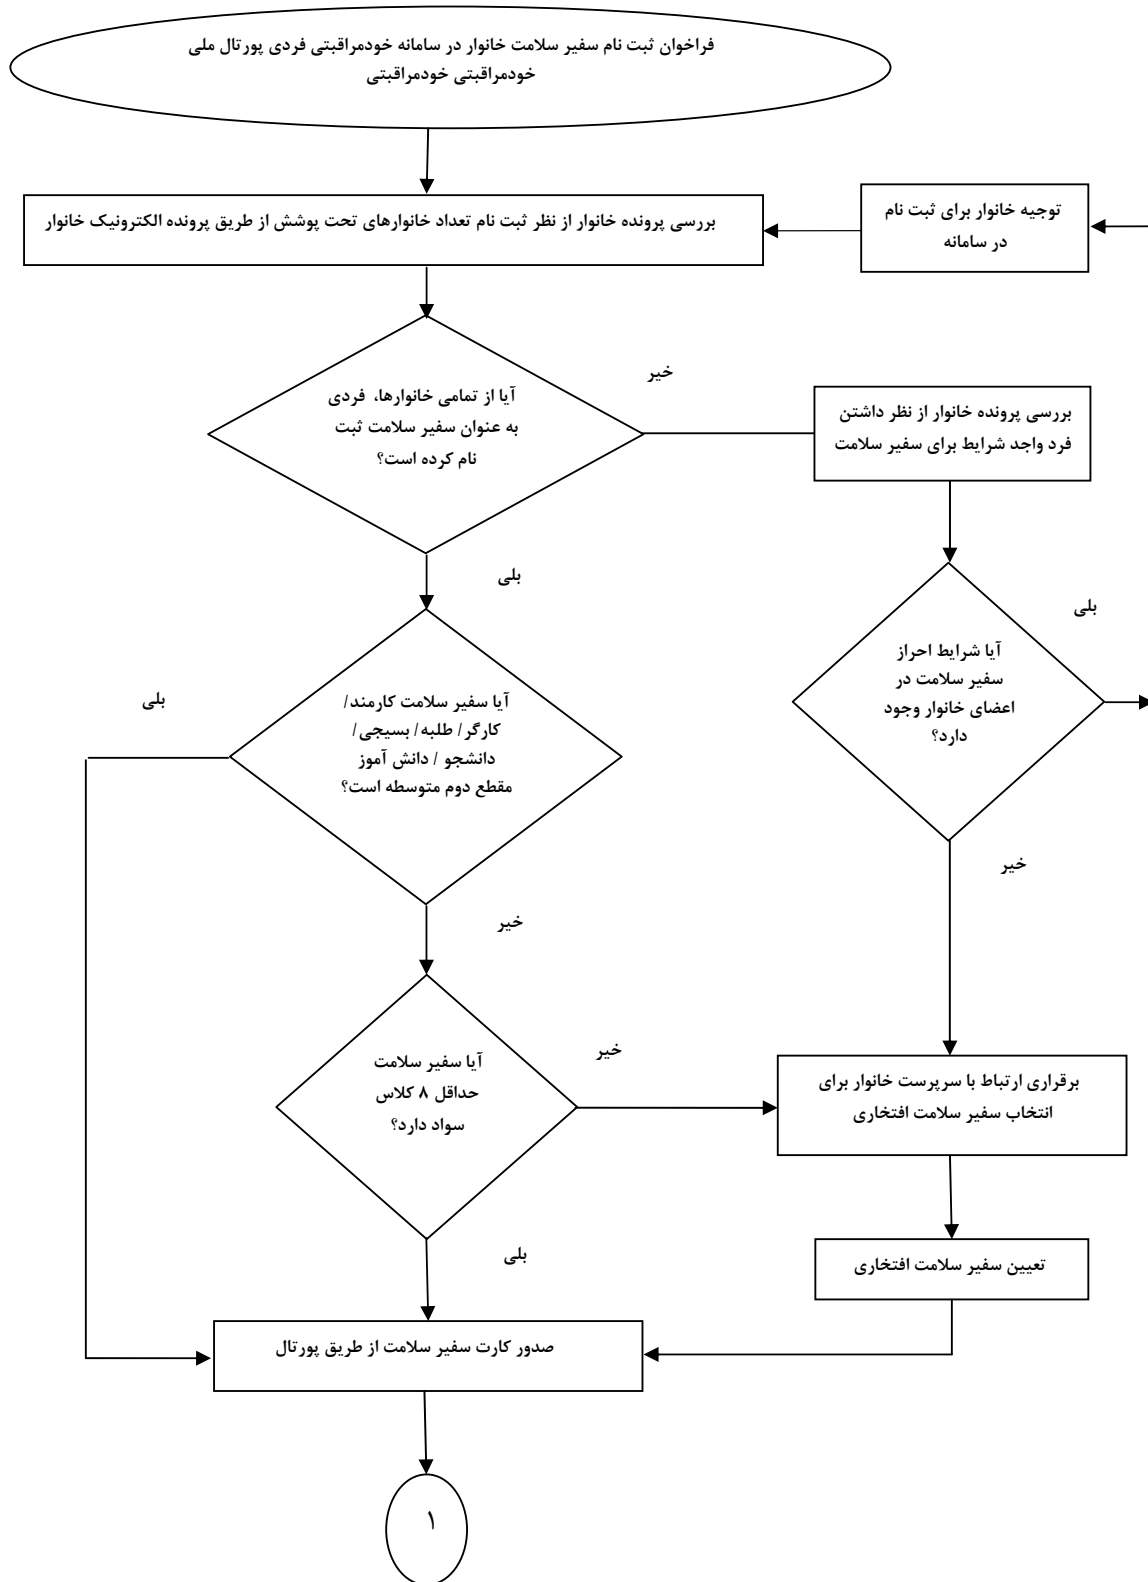 فراخوان ثبت نام سفیر سلامت خانوار در سامانه خودمراقبتی فردی پورتال ملی
خودمراقبتی خودمراقبتی
توجیه خانوار برای ثبت نام
در سامانه
بررسی پرونده خانوار از نظر ثبت نام تعداد خانوارهای تحت پوشش از طریق پرونده الکترونیک خانوار
خیر
آیا از تمامی خانوارها، فردی
به عنوان سفیر سلامت ثبت
نام کرده است؟
بررسی پرونده خانوار از نظر داشتن
فرد واجد شرایط برای سفیر سلامت
بلی
بلی
آیا شرایط احراز
سفیر سلامت در
اعضای خانوار وجود
دارد؟
بلی
آیا سفیر سلامت کارمند/
کارگر/ طلبه/ بسیجی/
دانشجو / دانش آموز
مقطع دوم متوسطه است؟
خیر
خیر
آیا سفیر سلامت
حداقل ۸ کلاس
سواد دارد؟
خیر
برقراری ارتباط با سرپرست خانوار برای
انتخاب سفیر سلامت افتخاری
بلی
تعیین سفیر سلامت افتخاری
صدور کارت سفیر سلامت از طریق پورتال
۱